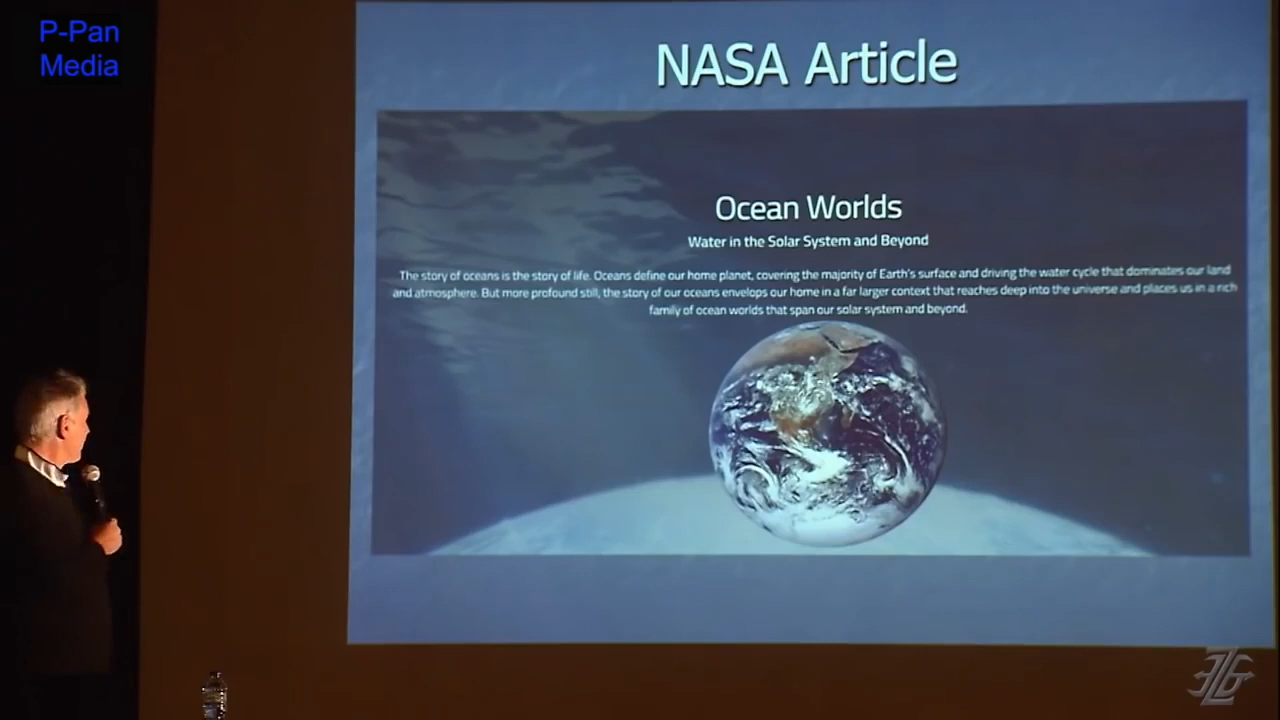 P-Pan
Media
NASA Article
Ocean Worlds
Water in the Solar System and Beyond
The story of oceans is the story of life. Oceans define our home planet, covering the majority of Earth's surface and driving the water cycle that dominates our land
and atmosphere. But more profound still, the story of our oceans envelops our home in a far larger context that reaches deep into the universe and places us in a rich
family of ocean worlds that span our solar system and beyond.